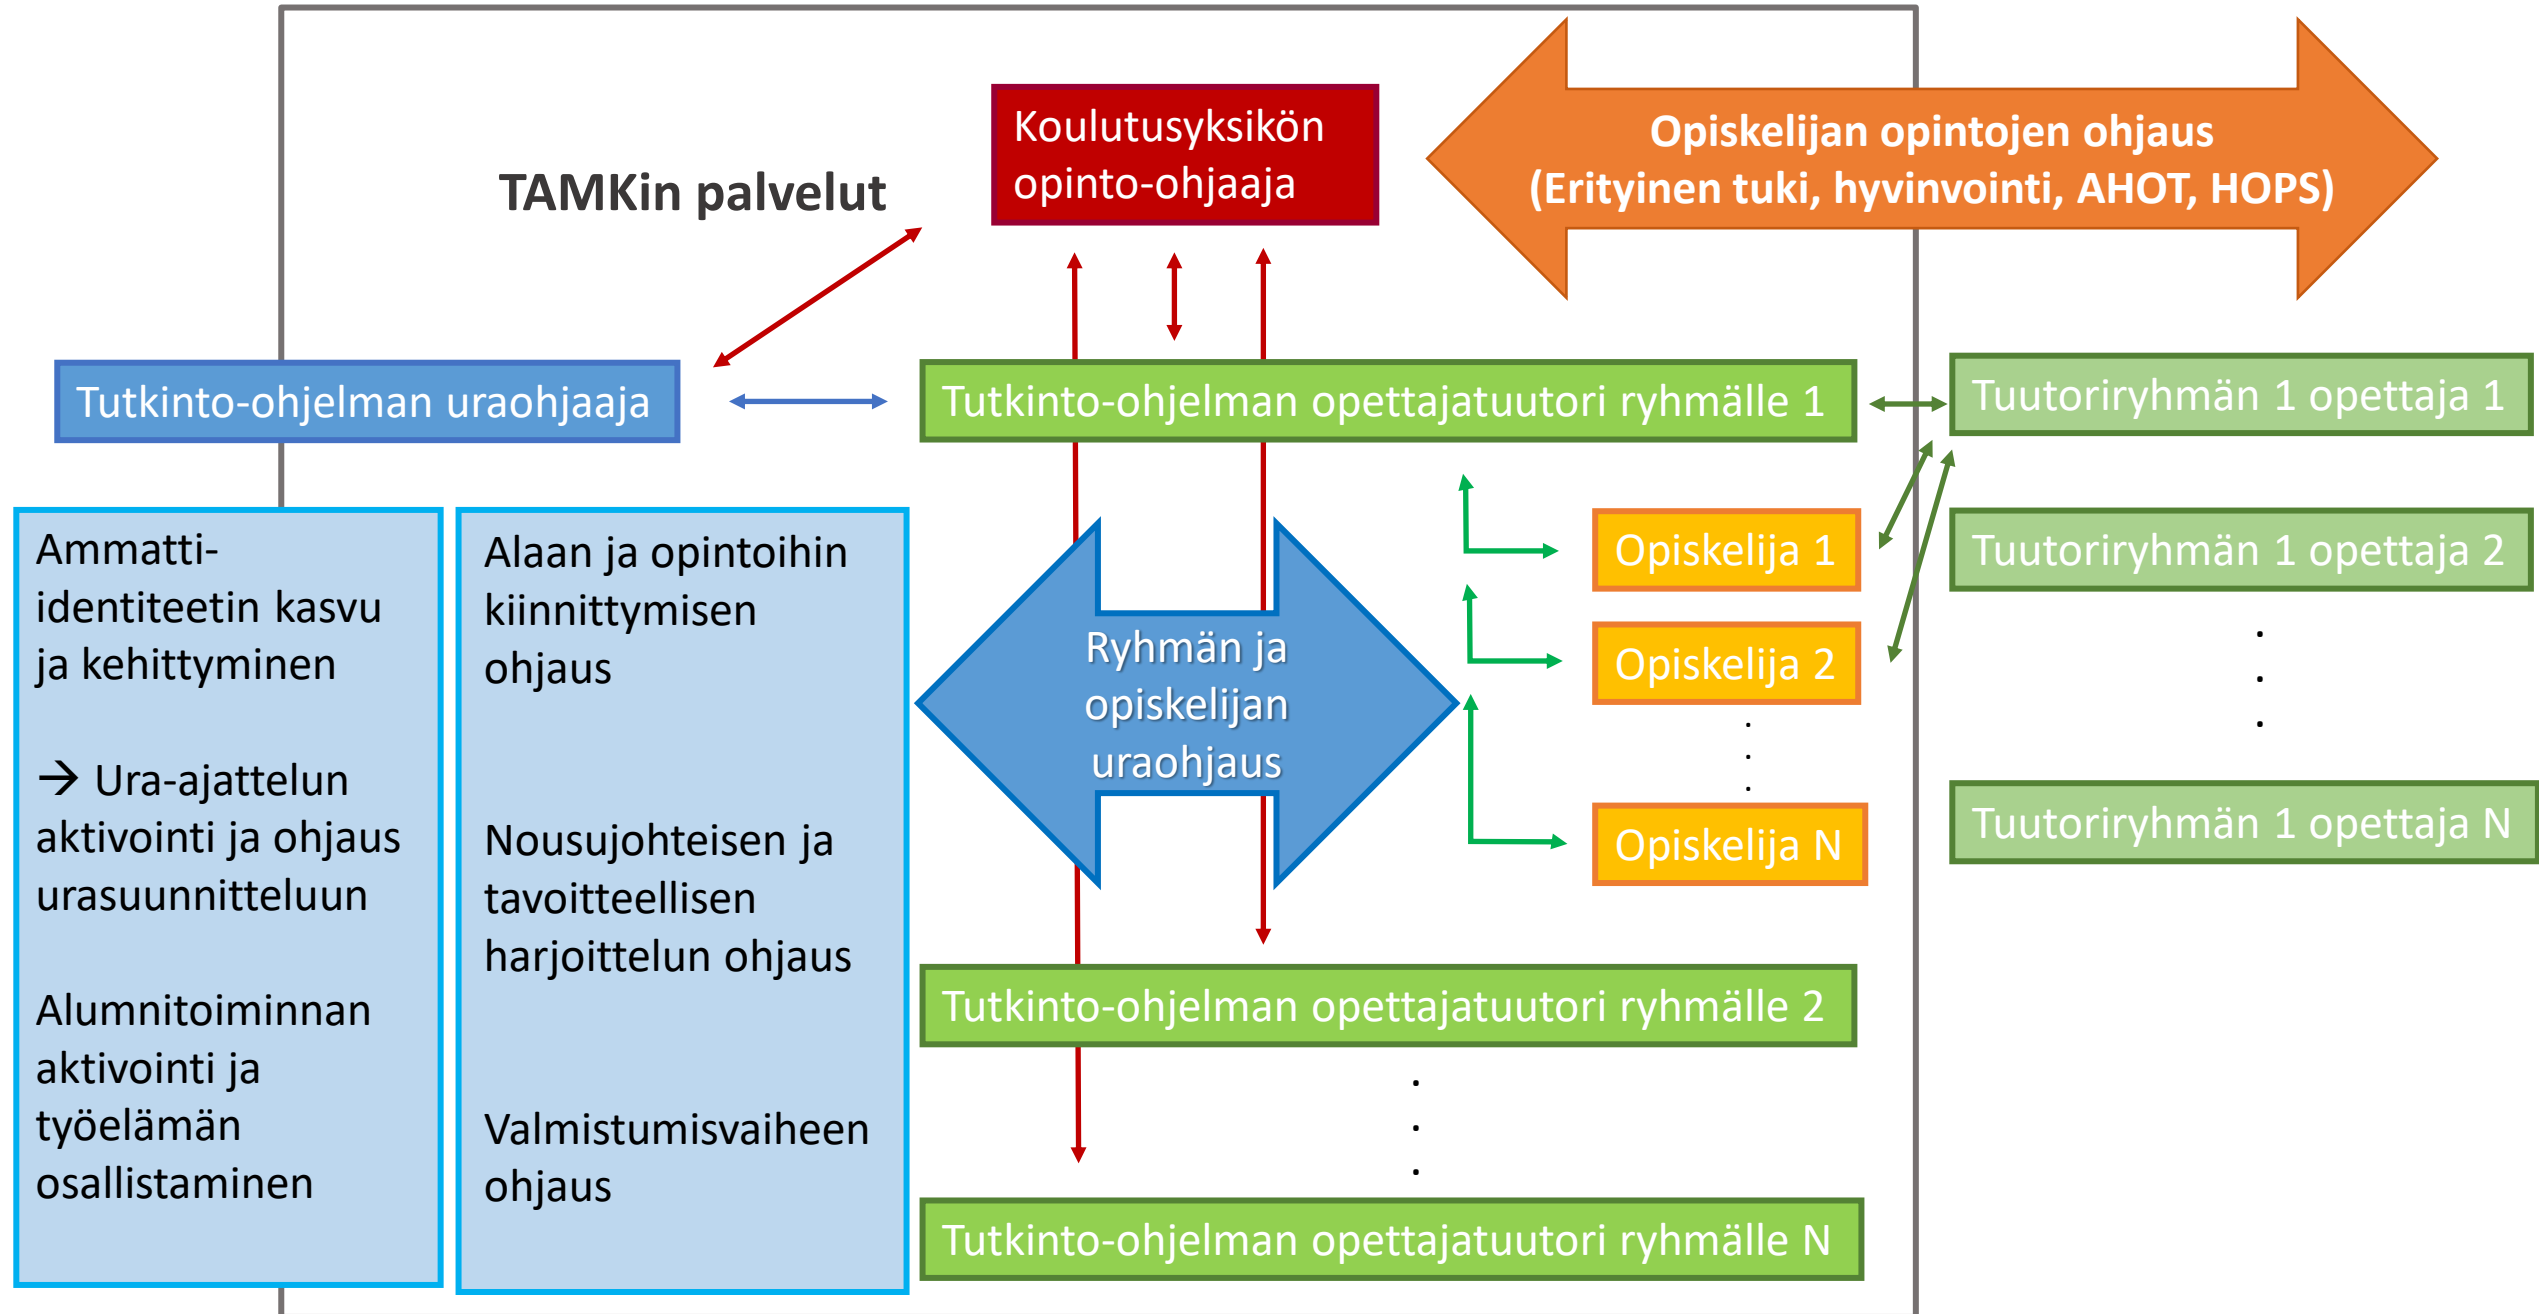 Koulutusyksikön
opinto-ohjaaja
Opiskelijan opintojen ohjaus
(Erityinen tuki, hyvinvointi, AHOT, HOPS)
TAMKin palvelut
Tutkinto-ohjelman uraohjaaja
Tutkinto-ohjelman opettajatuutori ryhmälle 1
Tuutoriryhmän 1 opettaja 1
Ammatti-
identiteetin kasvu
ja kehittyminen
→ Ura-ajattelun
aktivointi ja ohjaus
urasuunnitteluun
Alumnitoiminnan
aktivointi ja
työelämän
osallistaminen
Alaan ja opintoihin
kiinnittymisen
ohjaus
Nousujohteisen ja
tavoitteellisen
harjoittelun ohjaus
Valmistumisvaiheen
ohjaus
Ryhmän ja
opiskelijan
uraohjaus
Opiskelija 1
Opiskelija 2
.
.
.
Opiskelija N
Tuutoriryhmän 1 opettaja 2
.
.
.
Tuutoriryhmän 1 opettaja N
Tutkinto-ohjelman opettajatuutori ryhmälle 2
.
.
.
Tutkinto-ohjelman opettajatuutori ryhmälle N